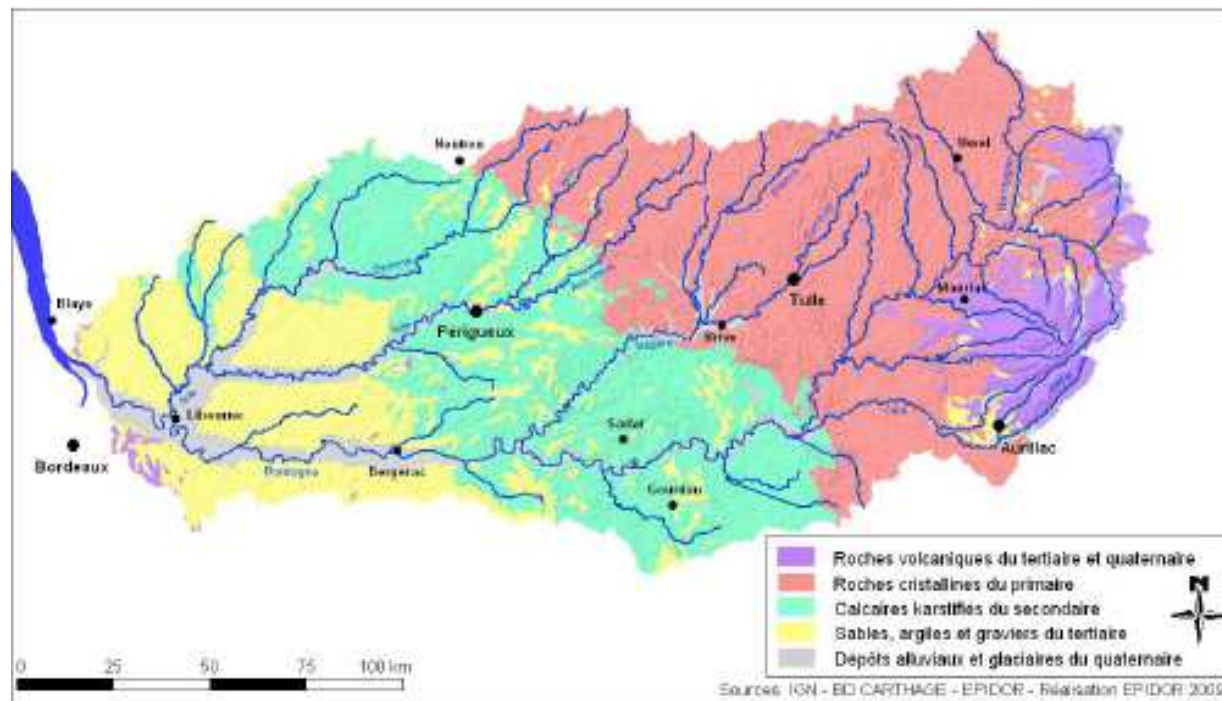 Nontron
Ussel
Blaye
Mauriac
Tulle
Périgueux
Brive
Libourne
Sarlat
Aurillac
Bordeaux
Dordogne
Bergerac
Gourdon
Roches volcaniques du tertiaire et quaternaire
Roches cristallines du primaire
Calcaires karstifiés du secondaire
Sables, argiles et graviers du tertiaire
Dépôts alluviaux et glaciaires du quaternaire
N
0 25 50 75 100 km
Sources: IGN - BD CARTHAGE - EPIDOR - Réalisation EPIDOR 2009